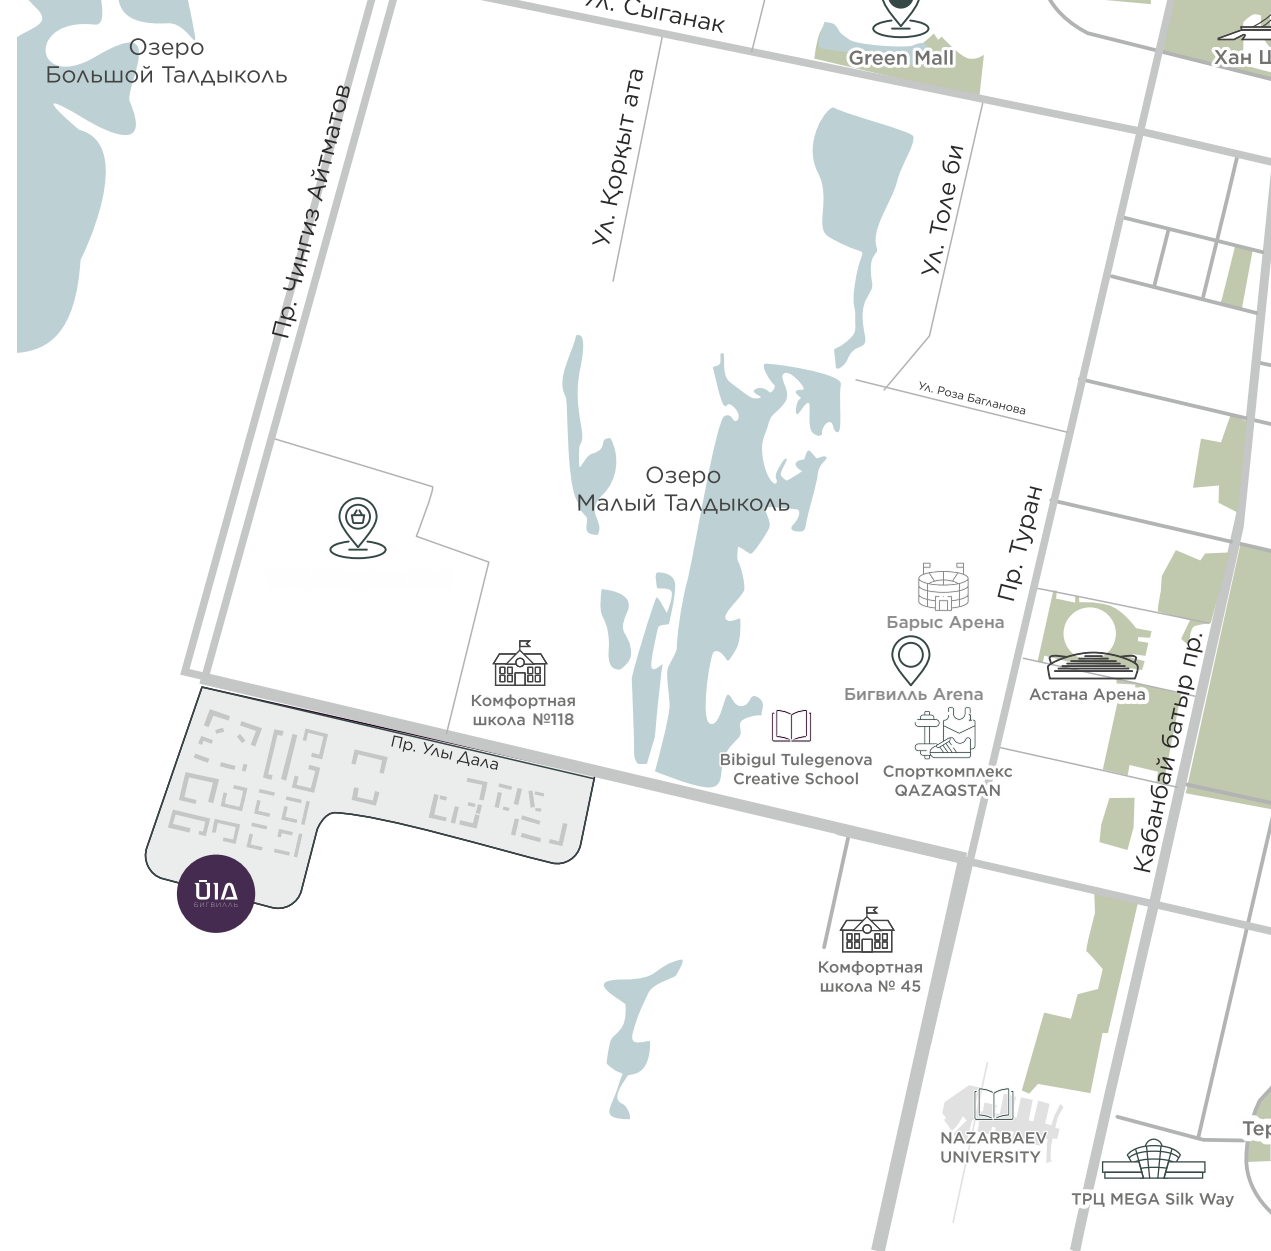 Ул. Сыганак
Озеро
Большой Талдыколь
Green Mall
Хан
Пр. Чингиз Айтматов
Ул. Қорқыт ата
Ул. Толе би
Ул. Роза Багланова
Озеро
Малый Талдыколь
Пр. Туран
Барыс Арена
Бигвилль Arena
Астана Арена
Кабанбай батыр пр.
Комфортная
школа №118
Пр. Улы Дала
Bibigul Tulegenova
Creative School
Спорткомплекс
QAZAQSTAN
ŪIД
БИГВИЛЛЬ
Комфортная
школа № 45
NAZARBAEV
UNIVERSITY
Тер
ТРЦ MEGA Silk Way